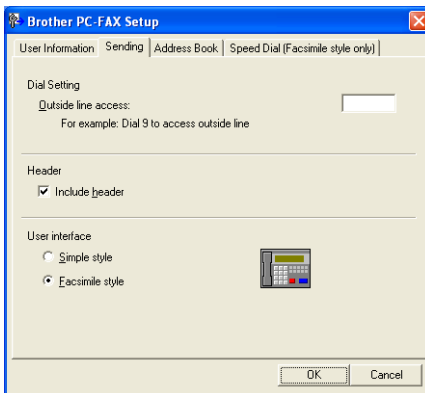 Brother PC-FAX Setup
User Information Sending Address Book Speed Dial (Facsimile style only)
Dial Setting
Outside line access:
For example: Dial 9 to access outside line
Header
Include header
User interface
Simple style
Facsimile style
OK Cancel